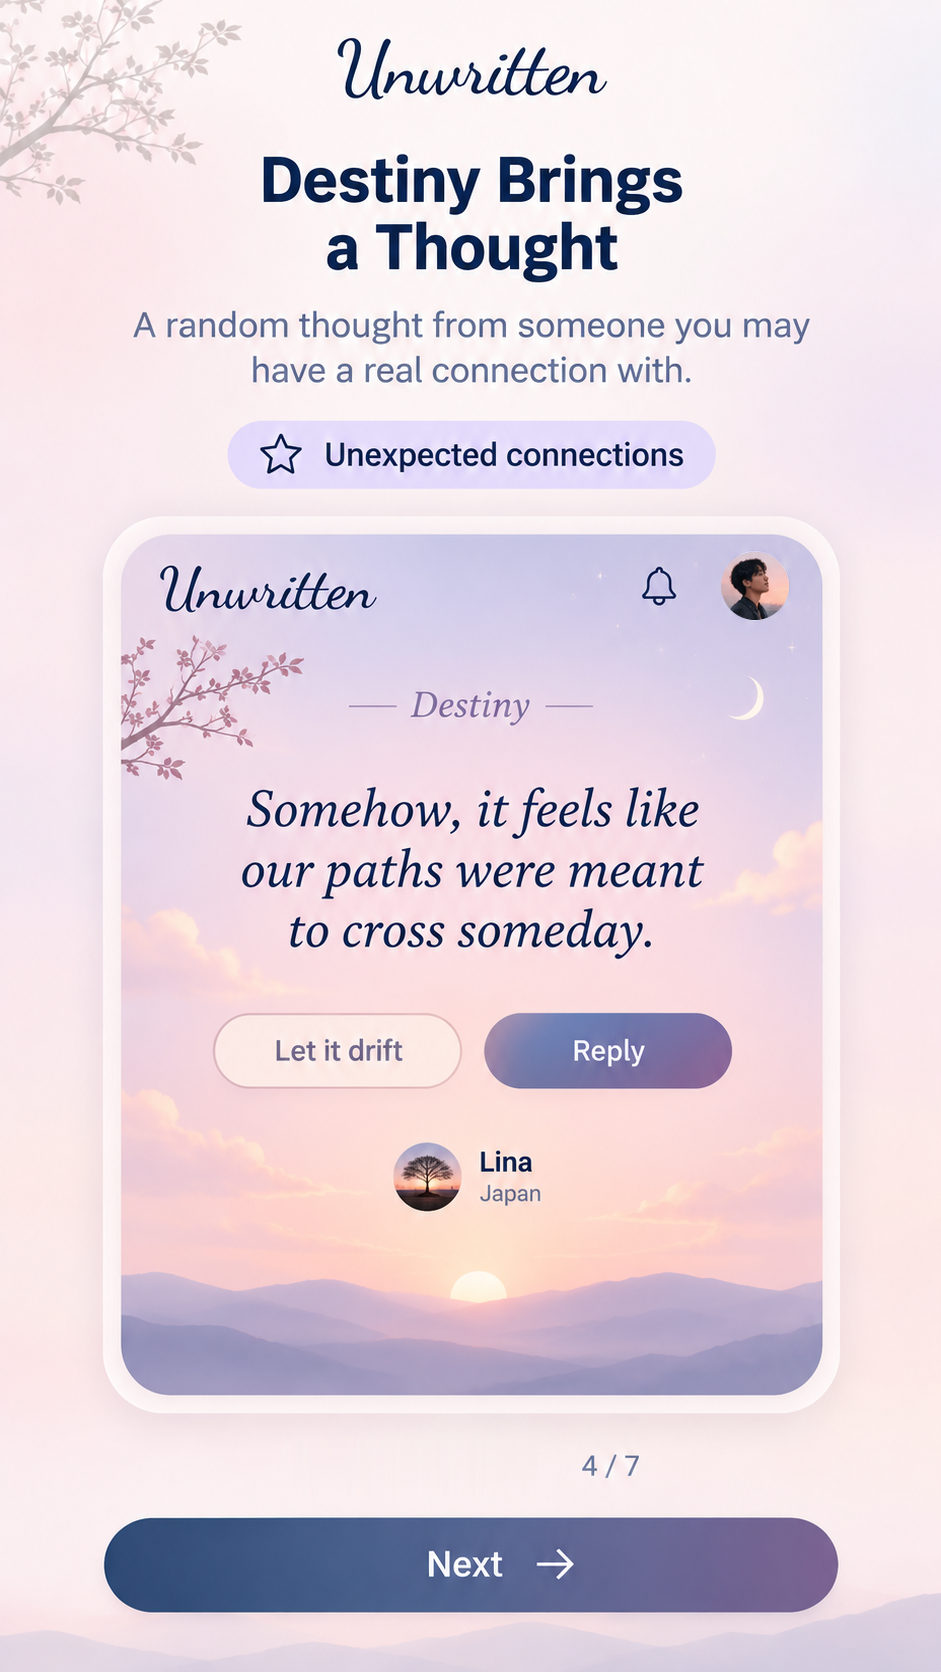 Unwritten
Destiny Brings
a Thought
A random thought from someone you may
have a real connection with.
Unexpected connections
Unwritten
Destiny
Somehow, it feels like
our paths were meant
to cross someday.
Let it drift
Reply
Lina
Japan
4 / 7
Next